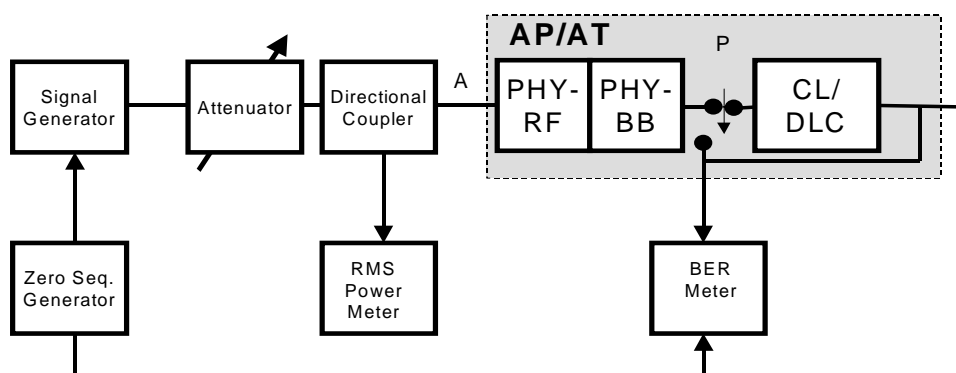 AP/AT
P
Signal
Generator
Attenuator
Directional
Coupler
A
PHY-
RF
PHY-
BB
CL/
DLC
Zero Seq.
Generator
RMS
Power
Meter
BER
Meter